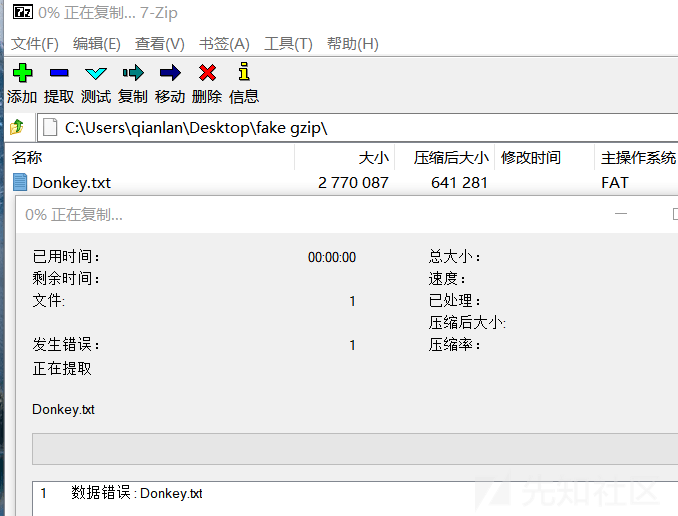 0% 正在复制... 7-Zip
文件(F) 编辑(E) 查看(V) 书签(A) 工具(T) 帮助(H)
添加 提取 测试 复制 移动 删除 信息
C:\Users\qianlan\Desktop\fake gzip\
名称 大小 压缩后大小 修改时间 主操作系统
Donkey.txt 2 770 087 641 281 FAT
0% 正在复制...
已用时间: 00:00:00 总大小:
剩余时间: 速度:
文件: 1 已处理:
压缩后大小:
发生错误: 1 压缩率:
正在提取
Donkey.txt
1 数据错误 : Donkey.txt
先知社区